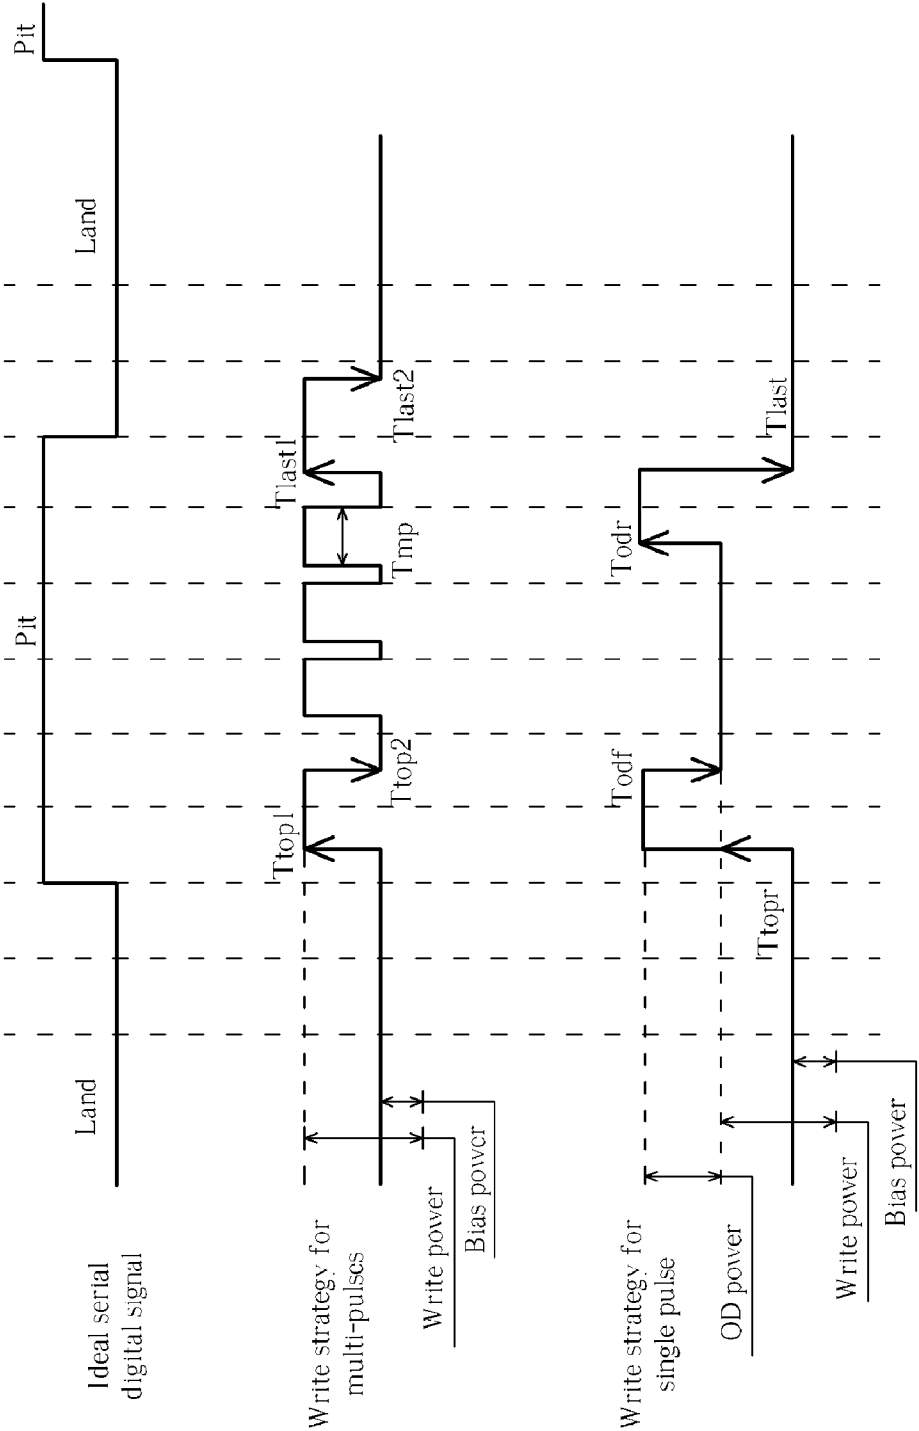 Ideal serial
digital signal
Land
Pit
Land
Pit
Write strategy for
multi-pulses
Write power
Bias power
Ttop1
Ttop2
Tmp
Tlast1
Tlast2
Write strategy for
single pulse
OD power
Write power
Bias power
Ttopr
Todf
Todr
Tlast